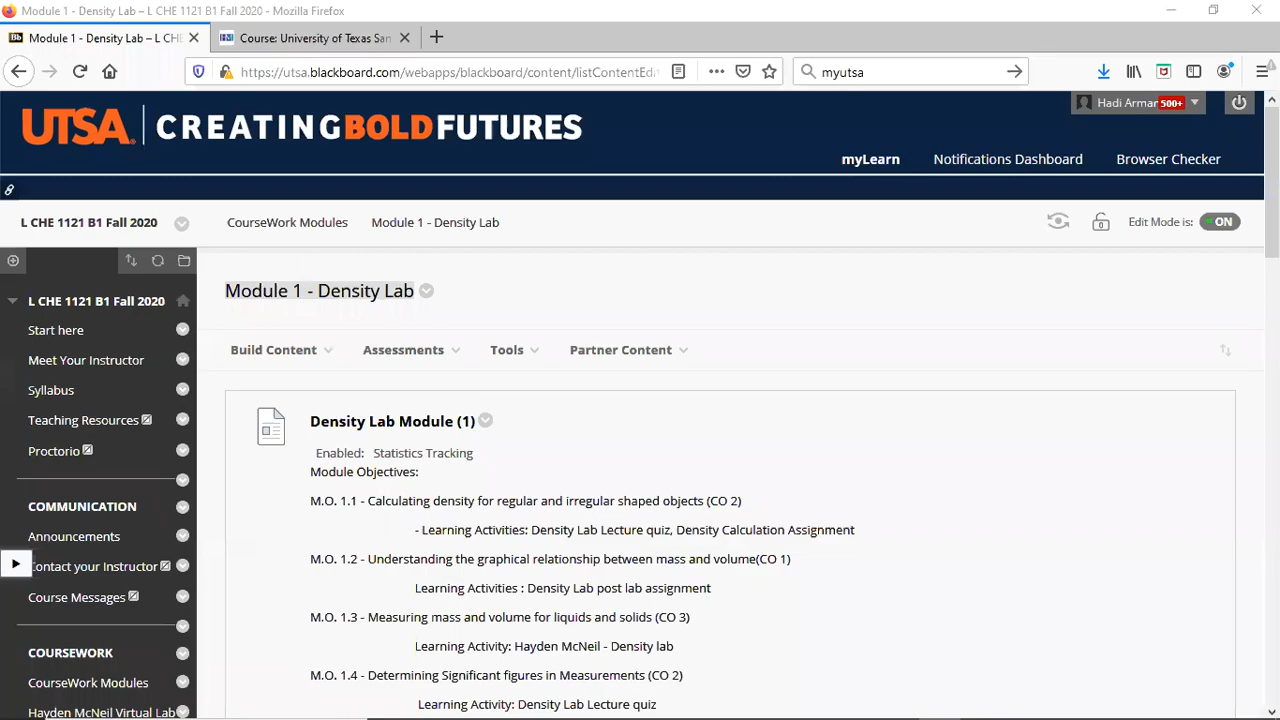 Module 1 - Density Lab – L CHE 1121 B1 Fall 2020 - Mozilla Firefox
Bb Module 1 - Density Lab – L CHE
Course: University of Texas San
https://utsa.blackboard.com/webapps/blackboard/content/listContentEdit
myutsa
Hadi Arman 500+
UTSA. CREATINGBOLDFUTURES
myLearn Notifications Dashboard Browser Checker
L CHE 1121 B1 Fall 2020 CourseWork Modules Module 1 - Density Lab 0 Edit Mode is: ON
Module 1 - Density Lab
L CHE 1121 B1 Fall 2020
Start here
Meet Your Instructor
Syllabus
Teaching Resources
Proctorio
COMMUNICATION
Announcements
Contact your Instructor
Course Messages
COURSEWORK
CourseWork Modules
Hayden McNeil Virtual Lab
Build Content Assessments Tools Partner Content
Density Lab Module (1)
Enabled: Statistics Tracking
Module Objectives:
M.O. 1.1 - Calculating density for regular and irregular shaped objects (CO 2)
- Learning Activities: Density Lab Lecture quiz, Density Calculation Assignment
M.O. 1.2 - Understanding the graphical relationship between mass and volume(CO 1)
Learning Activities : Density Lab post lab assignment
M.O. 1.3 - Measuring mass and volume for liquids and solids (CO 3)
Learning Activity: Hayden McNeil - Density lab
M.O. 1.4 - Determining Significant figures in Measurements (CO 2)
Learning Activity: Density Lab Lecture quiz